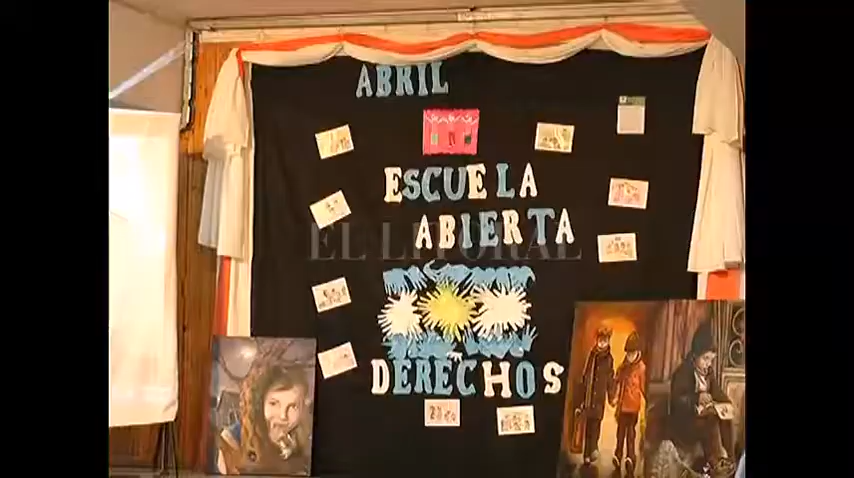 ABRIL
ESCUELA
ABIERTA
EL LITORAL
DERECHOS